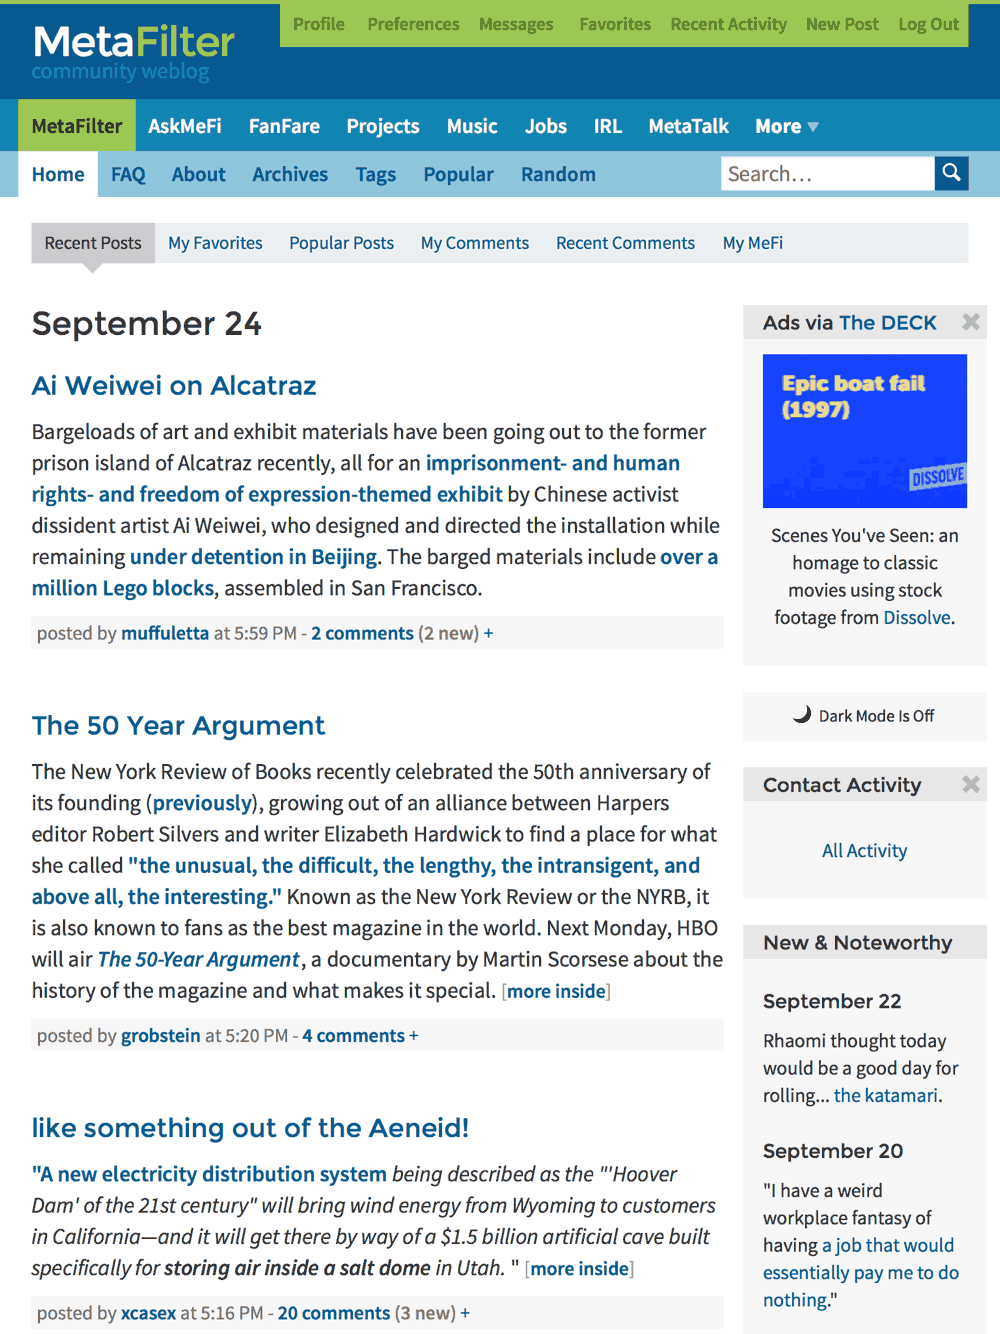 Profile Preferences Messages Favorites Recent Activity New Post Log Out
MetaFilter
community weblog
MetaFilter AskMeFi FanFare Projects Music Jobs IRL MetaTalk More
Home FAQ About Archives Tags Popular Random Search...
Recent Posts My Favorites Popular Posts My Comments Recent Comments My MeFi
September 24
Ai Weiwei on Alcatraz
Bargeloads of art and exhibit materials have been going out to the former
prison island of Alcatraz recently, all for an imprisonment- and human
rights- and freedom of expression-themed exhibit by Chinese activist
dissident artist Ai Weiwei, who designed and directed the installation while
remaining under detention in Beijing. The barged materials include over a
million Lego blocks, assembled in San Francisco.
posted by muffuletta at 5:59 PM - 2 comments (2 new) +
The 50 Year Argument
The New York Review of Books recently celebrated the 50th anniversary of
its founding (previously), growing out of an alliance between Harpers
editor Robert Silvers and writer Elizabeth Hardwick to find a place for what
she called "the unusual, the difficult, the lengthy, the intransigent, and
above all, the interesting." Known as the New York Review or the NYRB, it
is also known to fans as the best magazine in the world. Next Monday, HBO
will air The 50-Year Argument, a documentary by Martin Scorsese about the
history of the magazine and what makes it special. [more inside]
posted by grobstein at 5:20 PM - 4 comments +
like something out of the Aeneid!
"A new electricity distribution system being described as the "'Hoover
Dam' of the 21st century" will bring wind energy from Wyoming to customers
in California—and it will get there by way of a $1.5 billion artificial cave built
specifically for storing air inside a salt dome in Utah. " [more inside]
posted by xcasex at 5:16 PM - 20 comments (3 new) +
Ads via The DECK
Epic boat fail
(1997)
DISSOLVE
Scenes You've Seen: an
homage to classic
movies using stock
footage from Dissolve.
Dark Mode Is Off
Contact Activity
All Activity
New & Noteworthy
September 22
Rhaomi thought today
would be a good day for
rolling... the katamari.
September 20
"I have a weird
workplace fantasy of
having a job that would
essentially pay me to do
nothing."